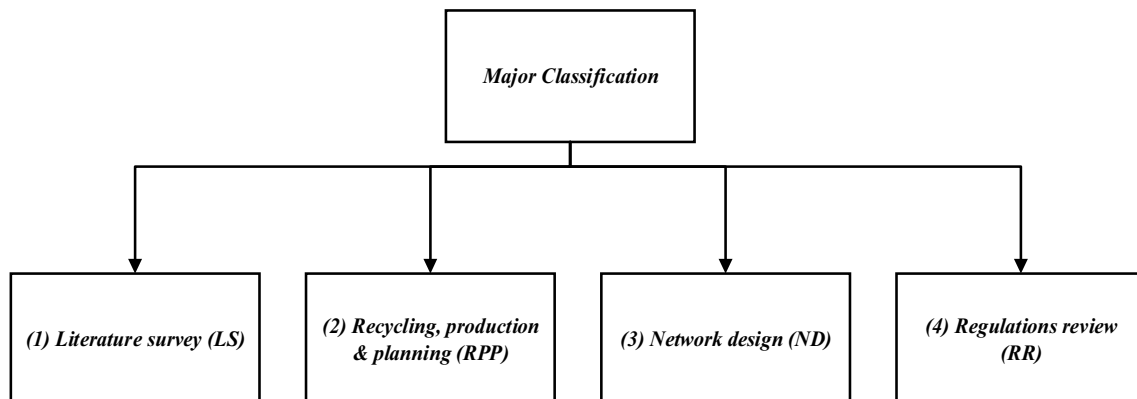 Major Classification
(1) Literature survey (LS)
(2) Recycling, production
& planning (RPP)
(3) Network design (ND)
(4) Regulations review
(RR)